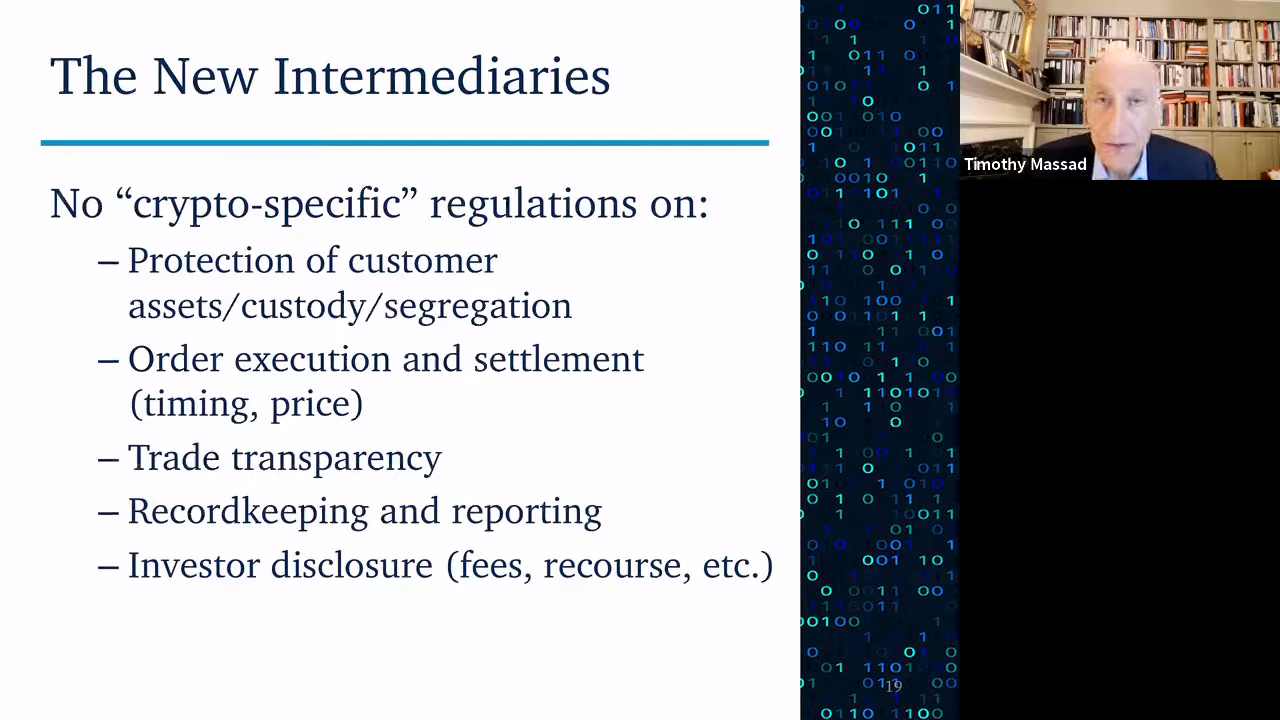 The New Intermediaries
No “crypto-specific” regulations on:
– Protection of customer
assets/custody/segregation
– Order execution and settlement
(timing, price)
– Trade transparency
– Recordkeeping and reporting
– Investor disclosure (fees, recourse, etc.)
19
Timothy Massad